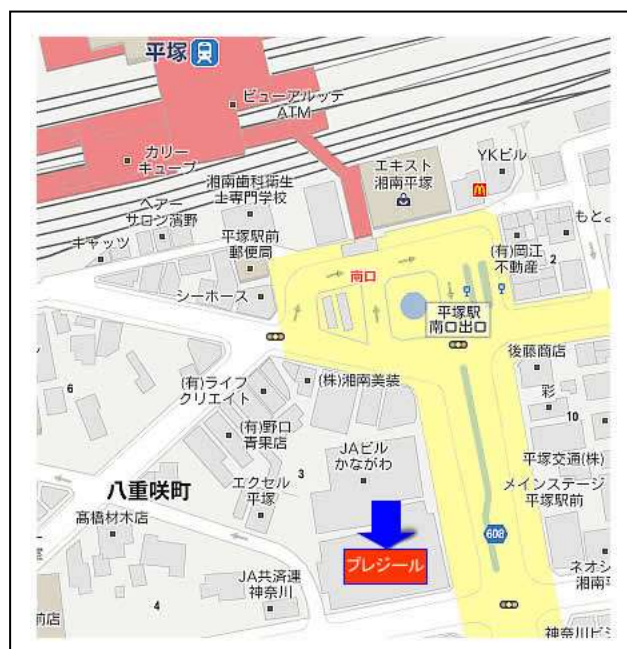 平塚
ビューアルッテ
ATM
カリー
キューブ
エキスト
湘南平塚
YKビル
湘南歯科衛生
士専門学校
ヘアー
サロン濱野
キャッツ
平塚駅前
郵便局
もとよ
(有)岡江
不動産
2
南口
シーホース
平塚駅
南口出口
後藤商店
6
(有)ライフ
クリエイト
(株)湘南美装
彩
10
(有)野口
青果店
JAビル
かながわ
3
平塚交通(株)
エクセル
平塚
メインステージ
平塚駅前
八重咲町
髙橋材木店
608
プレジール
JA共済連
神奈川
ネオシ
湘南平
4
前店
神奈川ビシ